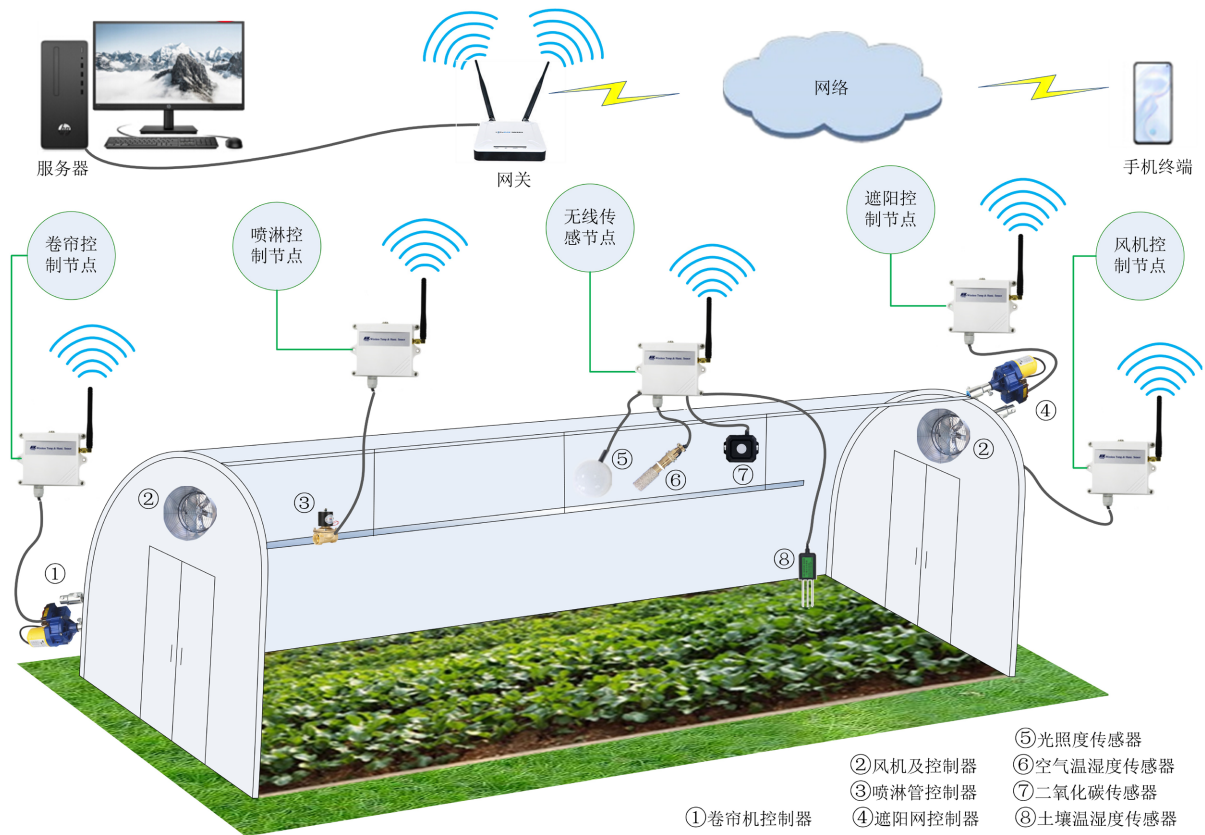 网络
服务器
网关
手机终端
卷帘控
制节点
喷淋控
制节点
无线传
感节点
遮阳控
制节点
风机控
制节点
①
②
③
④
⑤
⑥
⑦
⑧
②
⑤光照度传感器
②风机及控制器
⑥空气温湿度传感器
③喷淋管控制器
⑦二氧化碳传感器
①卷帘机控制器
④遮阳网控制器
⑧土壤温湿度传感器